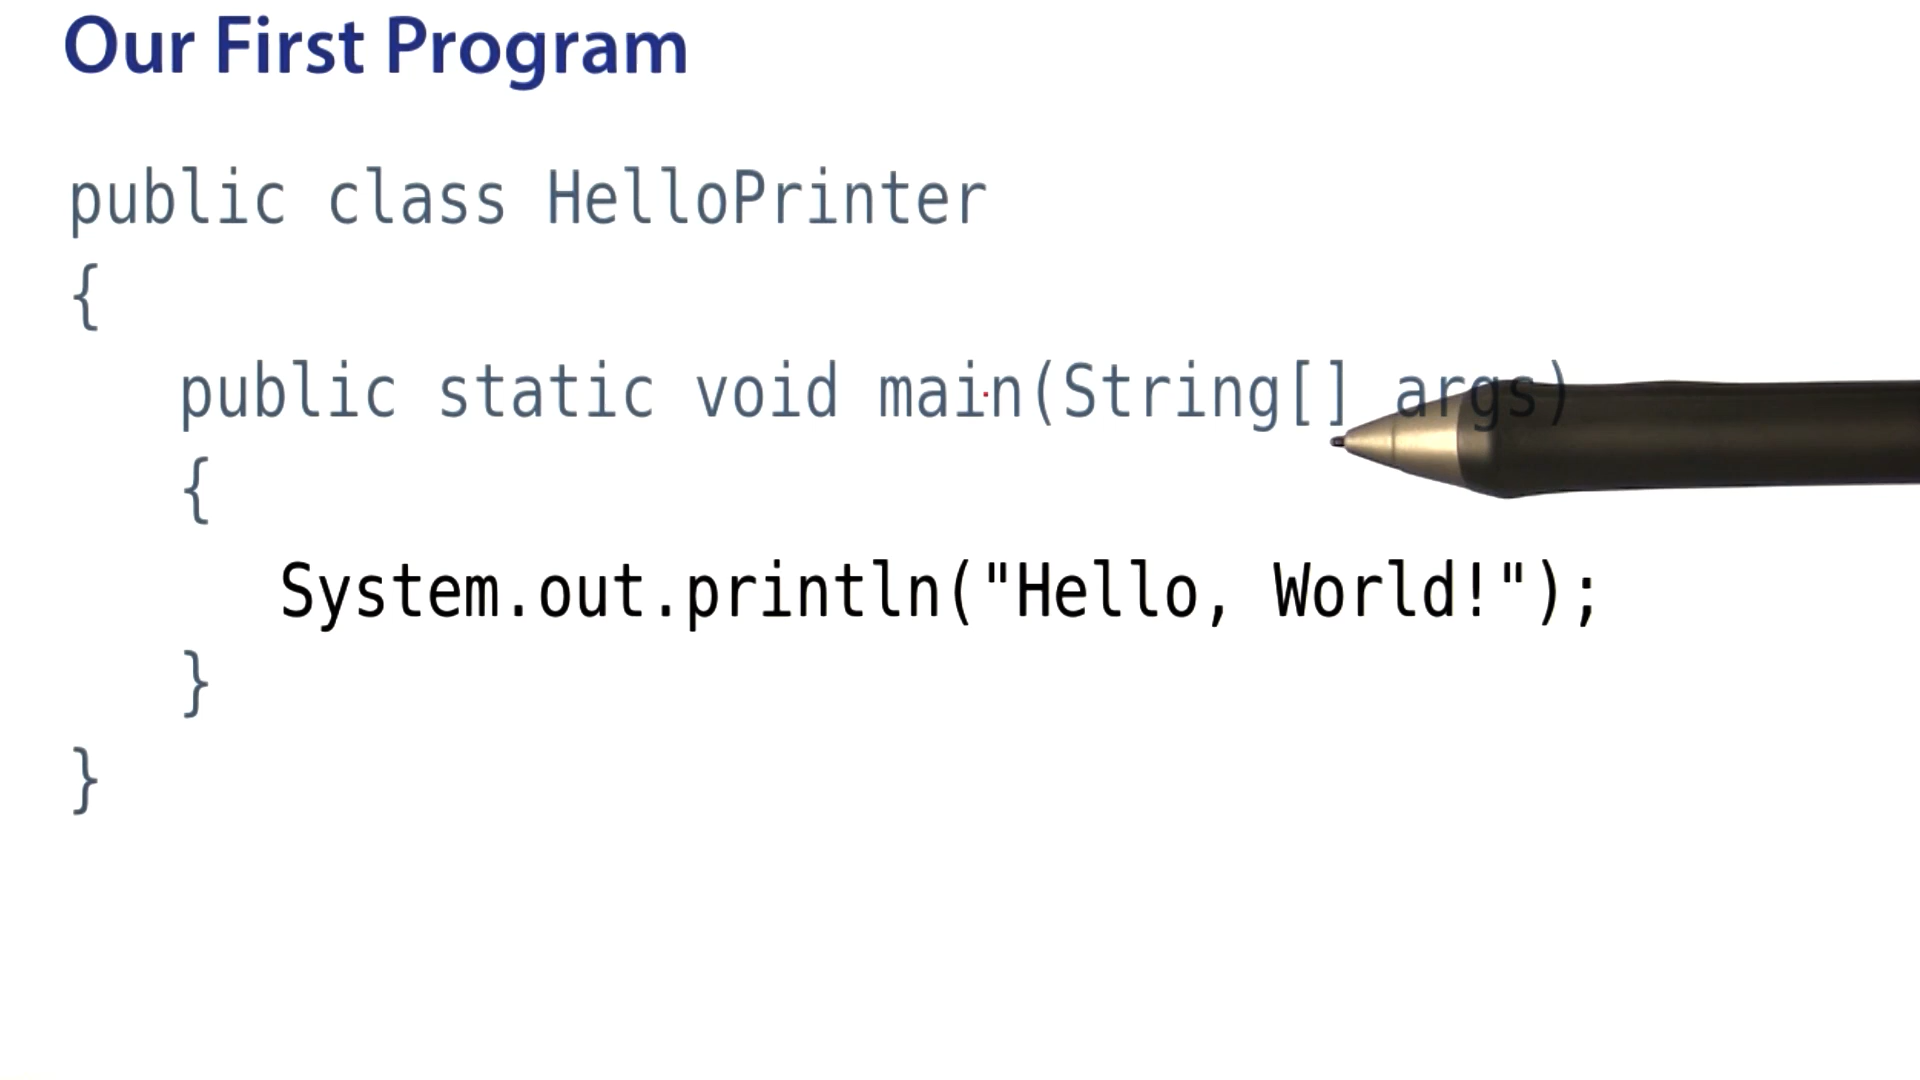 Our First Program
public class HelloPrinter
{
public static void main(String[] args)
{
System.out.println("Hello, World!");
}
}